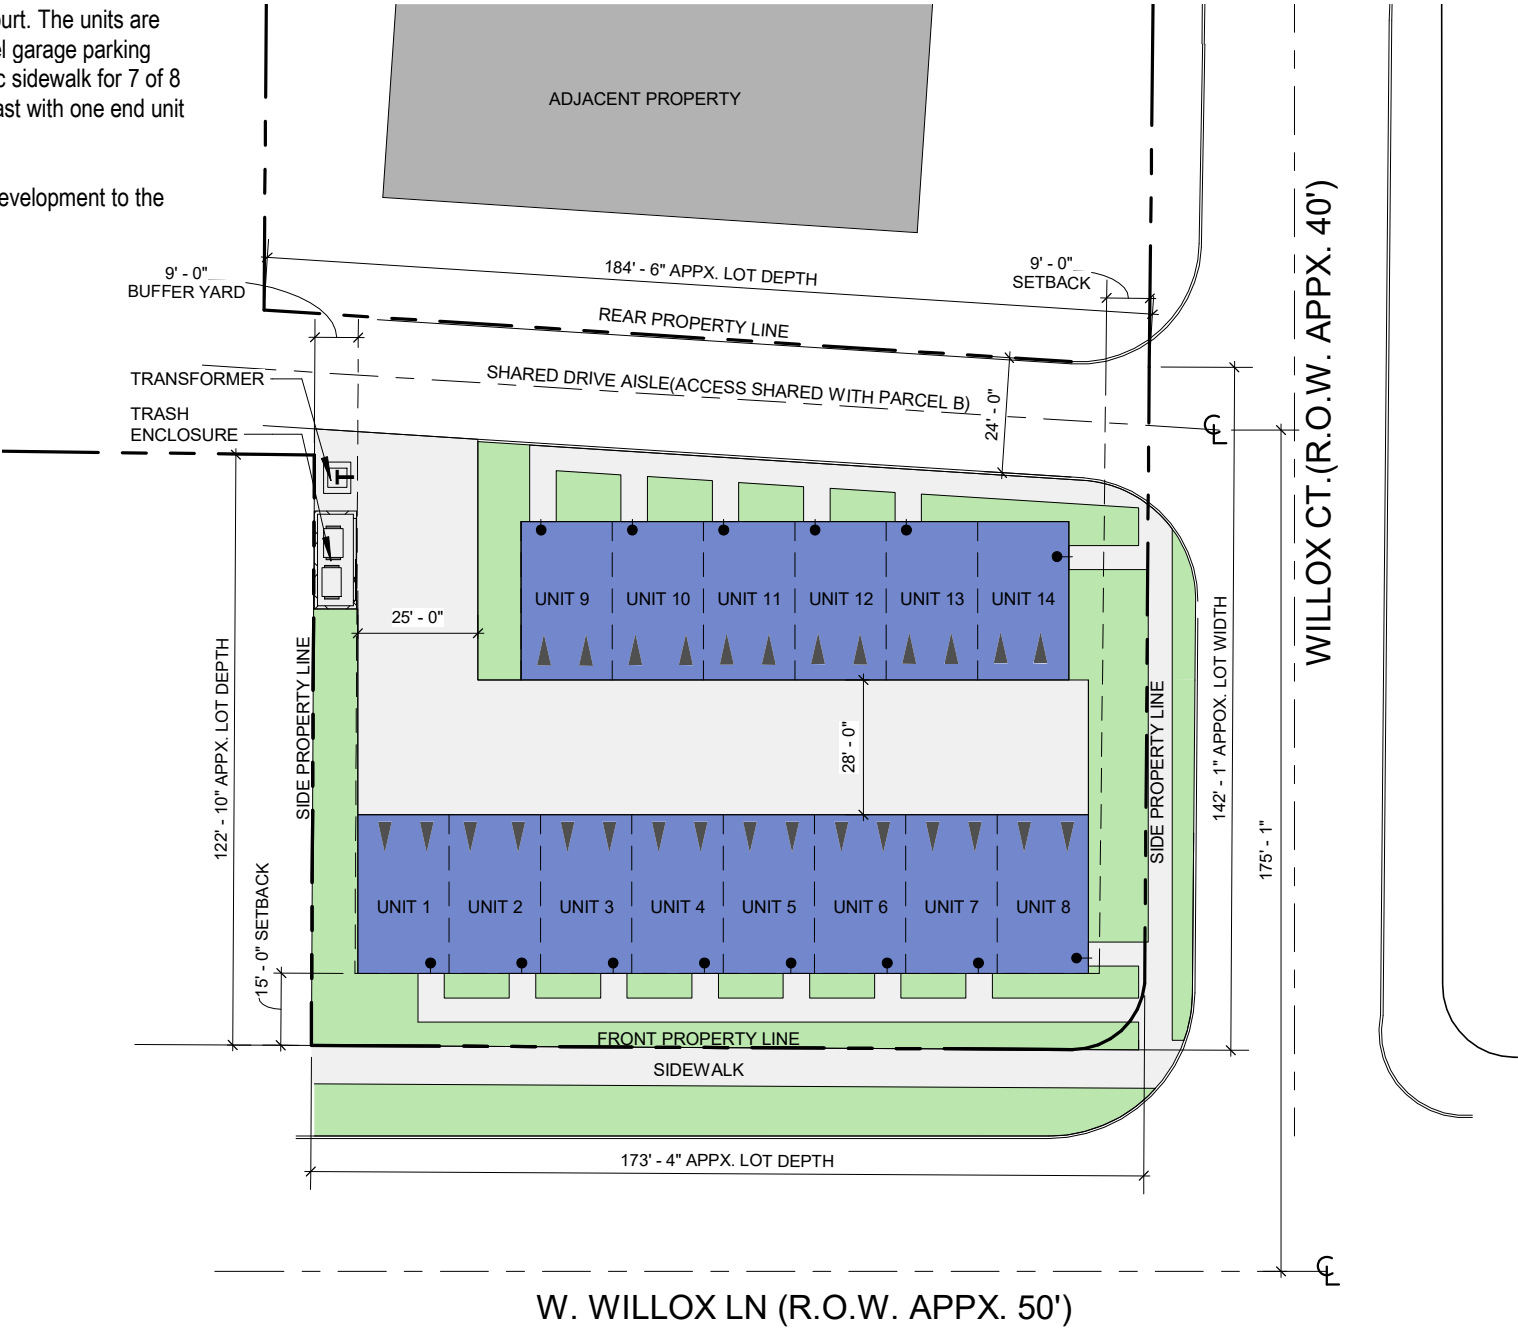 ourt. The units are
el garage parking
c sidewalk for 7 of 8
ast with one end unit
evelopment to the
ADJACENT PROPERTY
9' - 0"
BUFFER YARD
184' - 6" APPX. LOT DEPTH
9' - 0"
SETBACK
REAR PROPERTY LINE
SHARED DRIVE AISLE(ACCESS SHARED WITH PARCEL B)
24' - 0"
TRANSFORMER
TRASH
ENCLOSURE
T
WILLOX CT.(R.O.W. APPX. 40')
UNIT 9
UNIT 10
UNIT 11
UNIT 12
UNIT 13
UNIT 14
25' - 0"
28' - 0"
SIDE PROPERTY LINE
122' - 10" APPX. LOT DEPTH
SIDE PROPERTY LINE
142' - 1" APPOX. LOT WIDTH
175' - 1"
UNIT 1
UNIT 2
UNIT 3
UNIT 4
UNIT 5
UNIT 6
UNIT 7
UNIT 8
15' - 0" SETBACK
FRONT PROPERTY LINE
SIDEWALK
173' - 4" APPX. LOT DEPTH
W. WILLOX LN (R.O.W. APPX. 50')